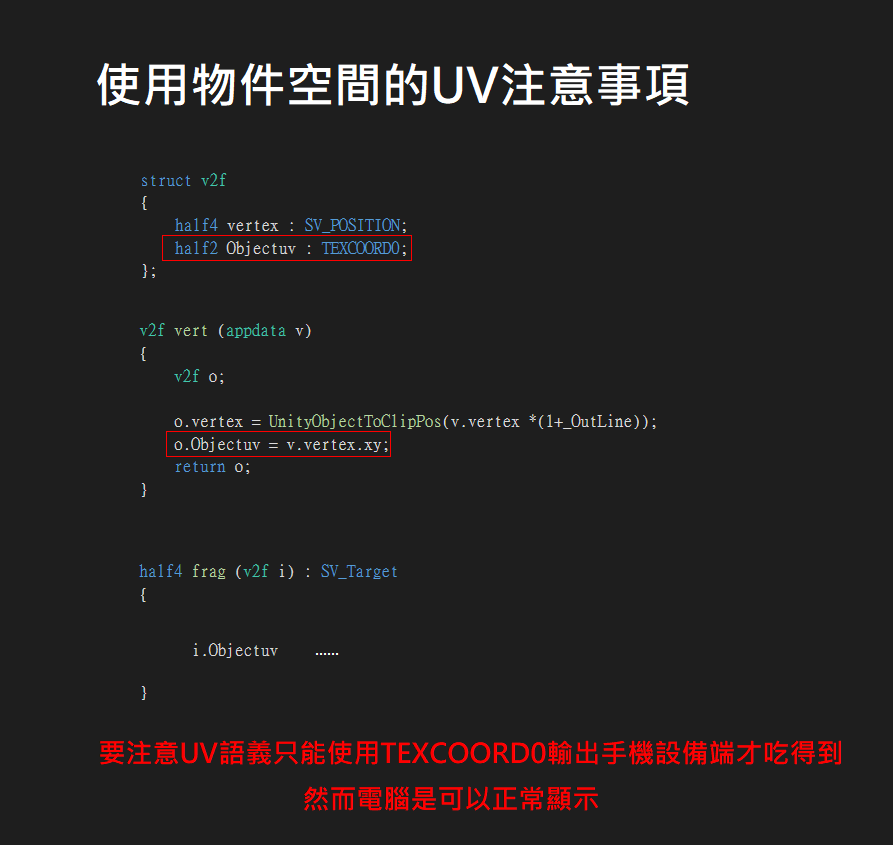 使用物件空間的UV注意事項
struct v2f
{
half4 vertex : SV_POSITION;
half2 Objectuv : TEXCOORD0;
};
v2f vert (appdata v)
{
v2f o;
o.vertex = UnityObjectToClipPos(v.vertex *(1+_OutLine));
o.Objectuv = v.vertex.xy;
return o;
}
half4 frag (v2f i) : SV_Target
{
i.Objectuv ......
}
要注意UV語義只能使用TEXCOORD0輸出手機設備端才吃得到
然而電腦是可以正常顯示